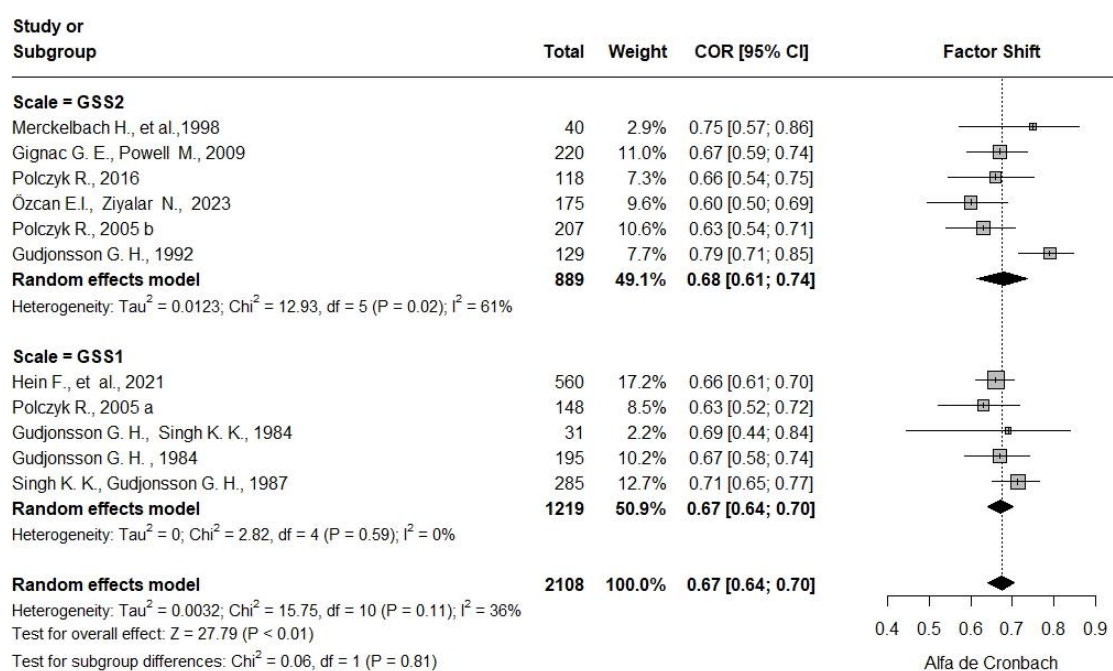 Study or
Subgroup Total Weight COR [95% CI] Factor Shift
Scale = GSS2
Merckelbach H., et al.,1998 40 2.9% 0.75 [0.57; 0.86]
Gignac G. E., Powell M., 2009 220 11.0% 0.67 [0.59; 0.74]
Polczyk R., 2016 118 7.3% 0.66 [0.54; 0.75]
Özcan E.I., Ziyalar N., 2023 175 9.6% 0.60 [0.50; 0.69]
Polczyk R., 2005 b 207 10.6% 0.63 [0.54; 0.71]
Gudjonsson G. H., 1992 129 7.7% 0.79 [0.71; 0.85]
Random effects model 889 49.1% 0.68 [0.61; 0.74]
Heterogeneity: Tau² = 0.0123; Chi² = 12.93, df = 5 (P = 0.02); I² = 61%
Scale = GSS1
Hein F., et al., 2021 560 17.2% 0.66 [0.61; 0.70]
Polczyk R., 2005 a 148 8.5% 0.63 [0.52; 0.72]
Gudjonsson G. H., Singh K. K., 1984 31 2.2% 0.69 [0.44; 0.84]
Gudjonsson G. H. , 1984 195 10.2% 0.67 [0.58; 0.74]
Singh K. K., Gudjonsson G. H., 1987 285 12.7% 0.71 [0.65; 0.77]
Random effects model 1219 50.9% 0.67 [0.64; 0.70]
Heterogeneity: Tau² = 0; Chi² = 2.82, df = 4 (P = 0.59); I² = 0%
Random effects model 2108 100.0% 0.67 [0.64; 0.70]
Heterogeneity: Tau² = 0.0032; Chi² = 15.75, df = 10 (P = 0.11); I² = 36%
Test for overall effect: Z = 27.79 (P < 0.01)
0.4 0.5 0.6 0.7 0.8 0.9
Test for subgroup differences: Chi² = 0.06, df = 1 (P = 0.81)
Alfa de Cronbach